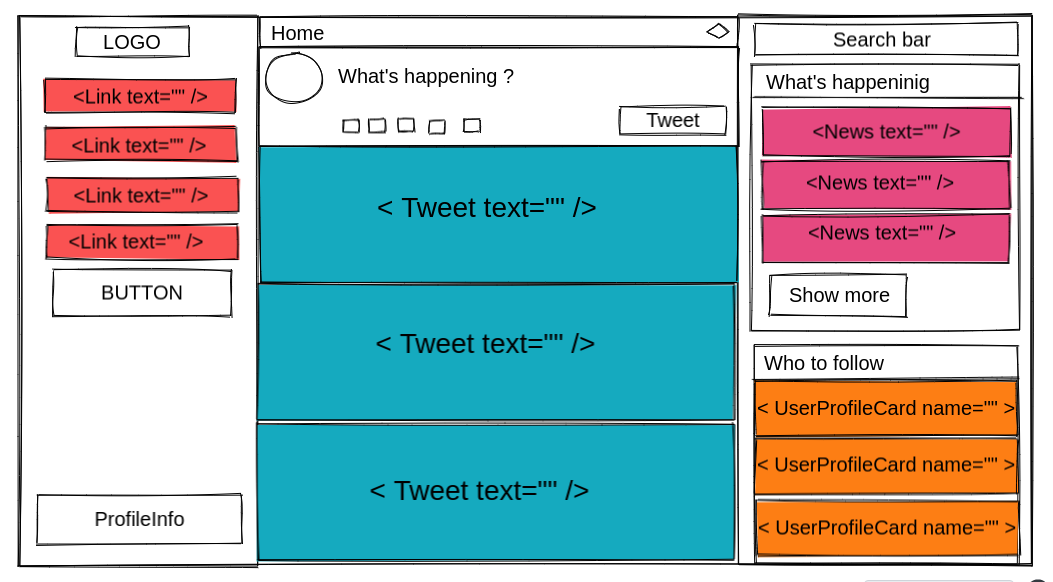 LOGO
<Link text="" />
<Link text="" />
<Link text="" />
<Link text="" />
BUTTON
ProfileInfo
Home
What's happening ?
Tweet
< Tweet text="" />
< Tweet text="" />
< Tweet text="" />
Search bar
What's happeninig
<News text="" />
<News text="" />
<News text="" />
Show more
Who to follow
< UserProfileCard name="" >
< UserProfileCard name="" >
< UserProfileCard name="" >